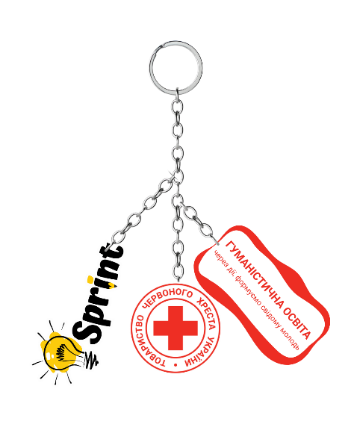 Sprint
ТОВАРИСТВО ЧЕРВОНОГО ХРЕСТА УКРАЇНИ
ГУМАНІСТИЧНА ОСВІТА
через дії, формуємо свідому молодь